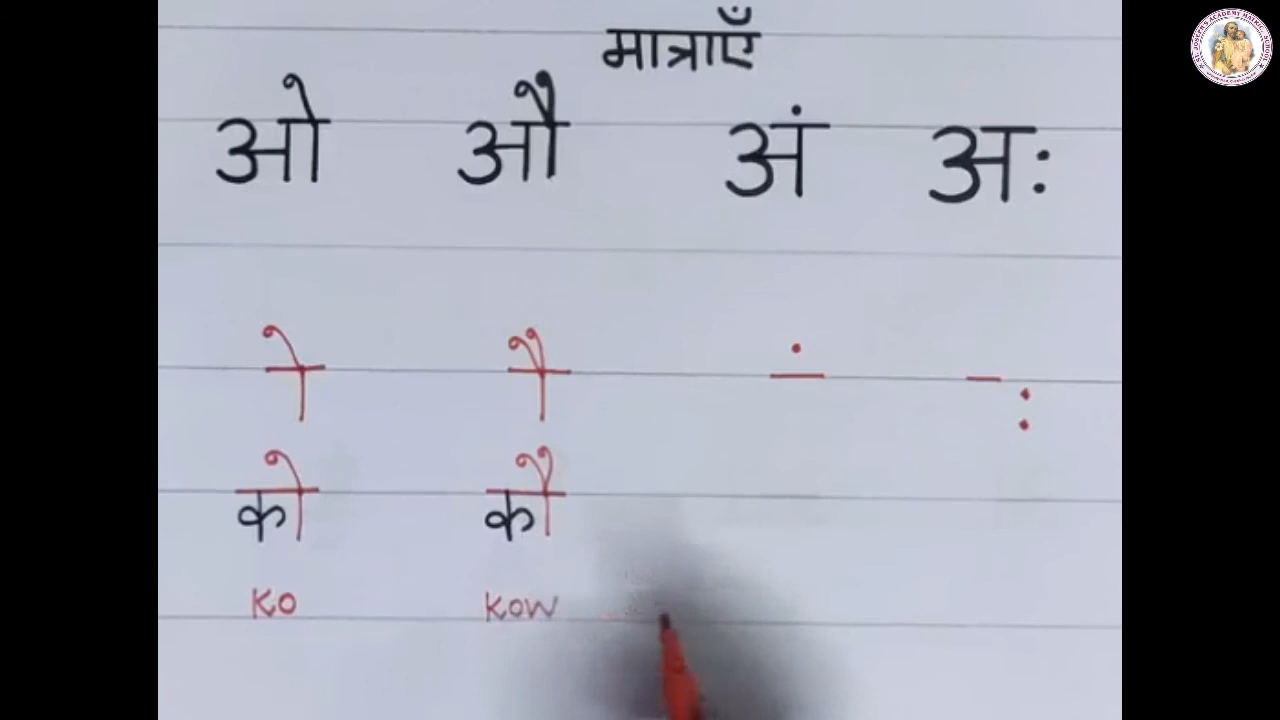 मात्राएँ
ओ औ अं अः
ो ौ ं ः
को कौ
KO KOW